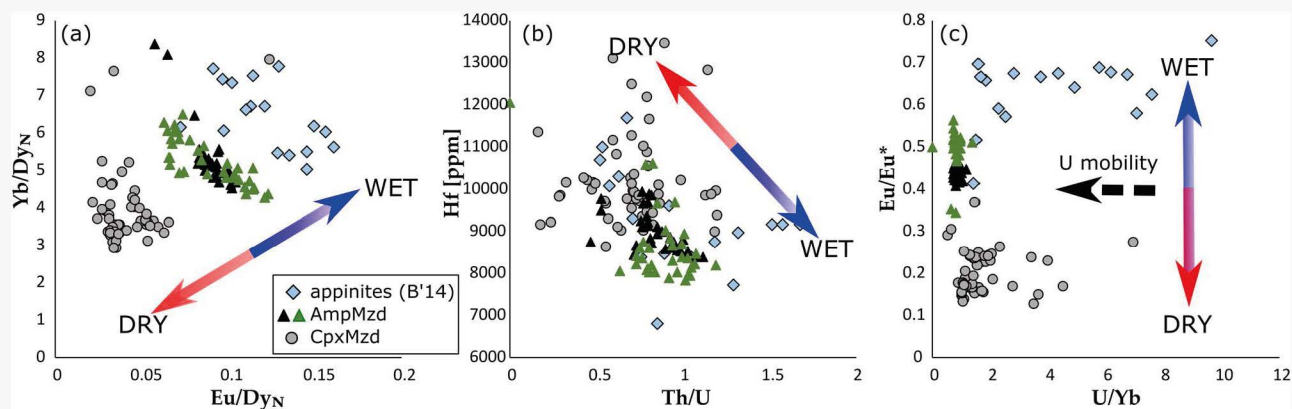 (a)
9
8
7
6
5
4
3
2
1
0
Yb/DyN
WET
DRY
appinites (B'14)
AmpMzd
CpxMzd
0 0.05 0.1 0.15 0.2
Eu/DyN
(b)
14000
13000
12000
11000
10000
9000
8000
7000
6000
Hf [ppm]
DRY
WET
0 0.5 1 1.5 2
Th/U
(c)
0.8
0.7
0.6
0.5
0.4
0.3
0.2
0.1
0
Eu/Eu*
WET
U mobility
DRY
0 2 4 6 8 10 12
U/Yb